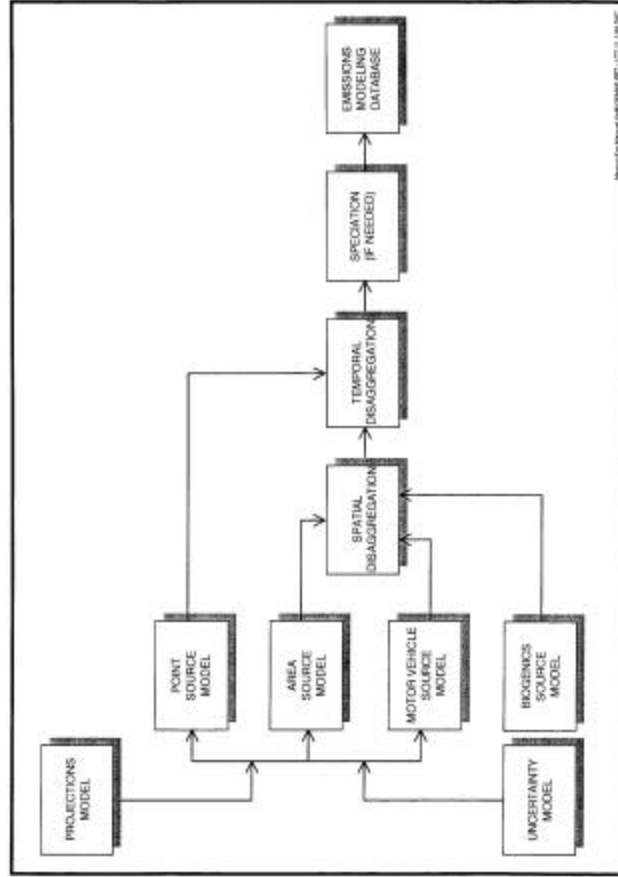 PROJECTIONS
MODEL
UNCERTAINTY
MODEL
POINT
SOURCE
MODEL
AREA
SOURCE
MODEL
MOTOR VEHICLE
SOURCE
MODEL
BIOGENICS
SOURCE
MODEL
SPATIAL
DISAGGREGATION
TEMPORAL
DISAGGREGATION
SPECIATION
(IF NEEDED)
EMISSIONS
MODELING
DATABASE